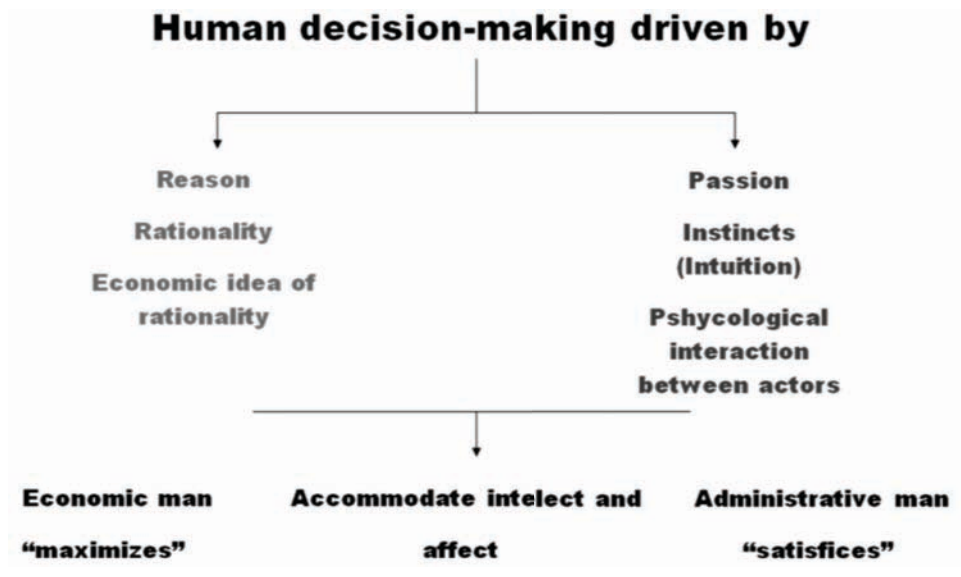 Human decision-making driven by
Reason
Rationality
Economic idea of
rationality
Passion
Instincts
(Intuition)
Pshycological
interaction
between actors
Economic man
“maximizes”
Accommodate intelect and
affect
Administrative man
“satisfices”